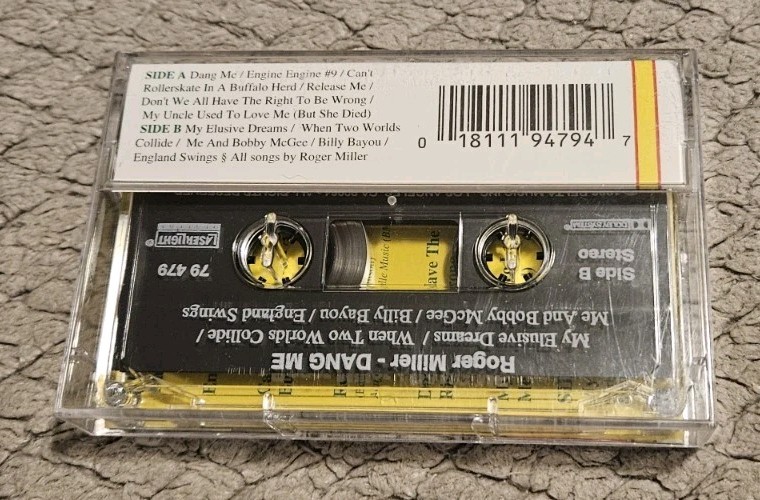 SIDE A Dang Me / Engine Engine #9 / Can't
Rollerskate In A Buffalo Herd / Release Me /
Don't We All Have The Right To Be Wrong /
My Uncle Used To Love Me (But She Died)
SIDE B My Elusive Dreams / When Two Worlds
Collide / Me And Bobby McGee / Billy Bayou /
England Swings § All songs by Roger Miller
0 18111 94794 7
Roger Miller - DANG ME
My Elusive Dreams / When Two Worlds Collide /
Me And Bobby McGee / Billy Bayou / England Swings
Side B
Stereo
79 479
LASERLIGHT
DOLBY SYSTEM
ave The